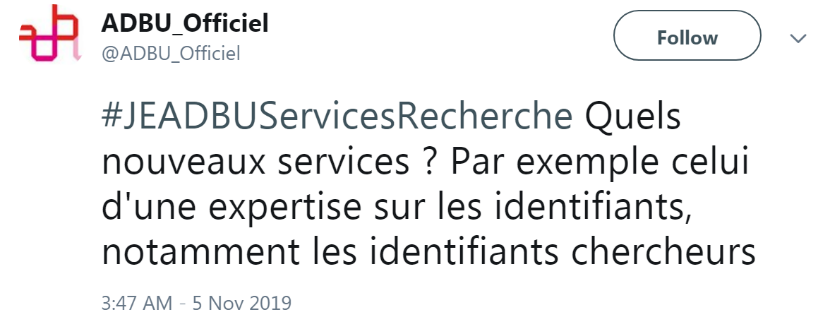 ADBU_Officiel
@ADBU_Officiel
Follow
#JEADBUServicesRecherche Quels
nouveaux services ? Par exemple celui
d'une expertise sur les identifiants,
notamment les identifiants chercheurs
3:47 AM - 5 Nov 2019